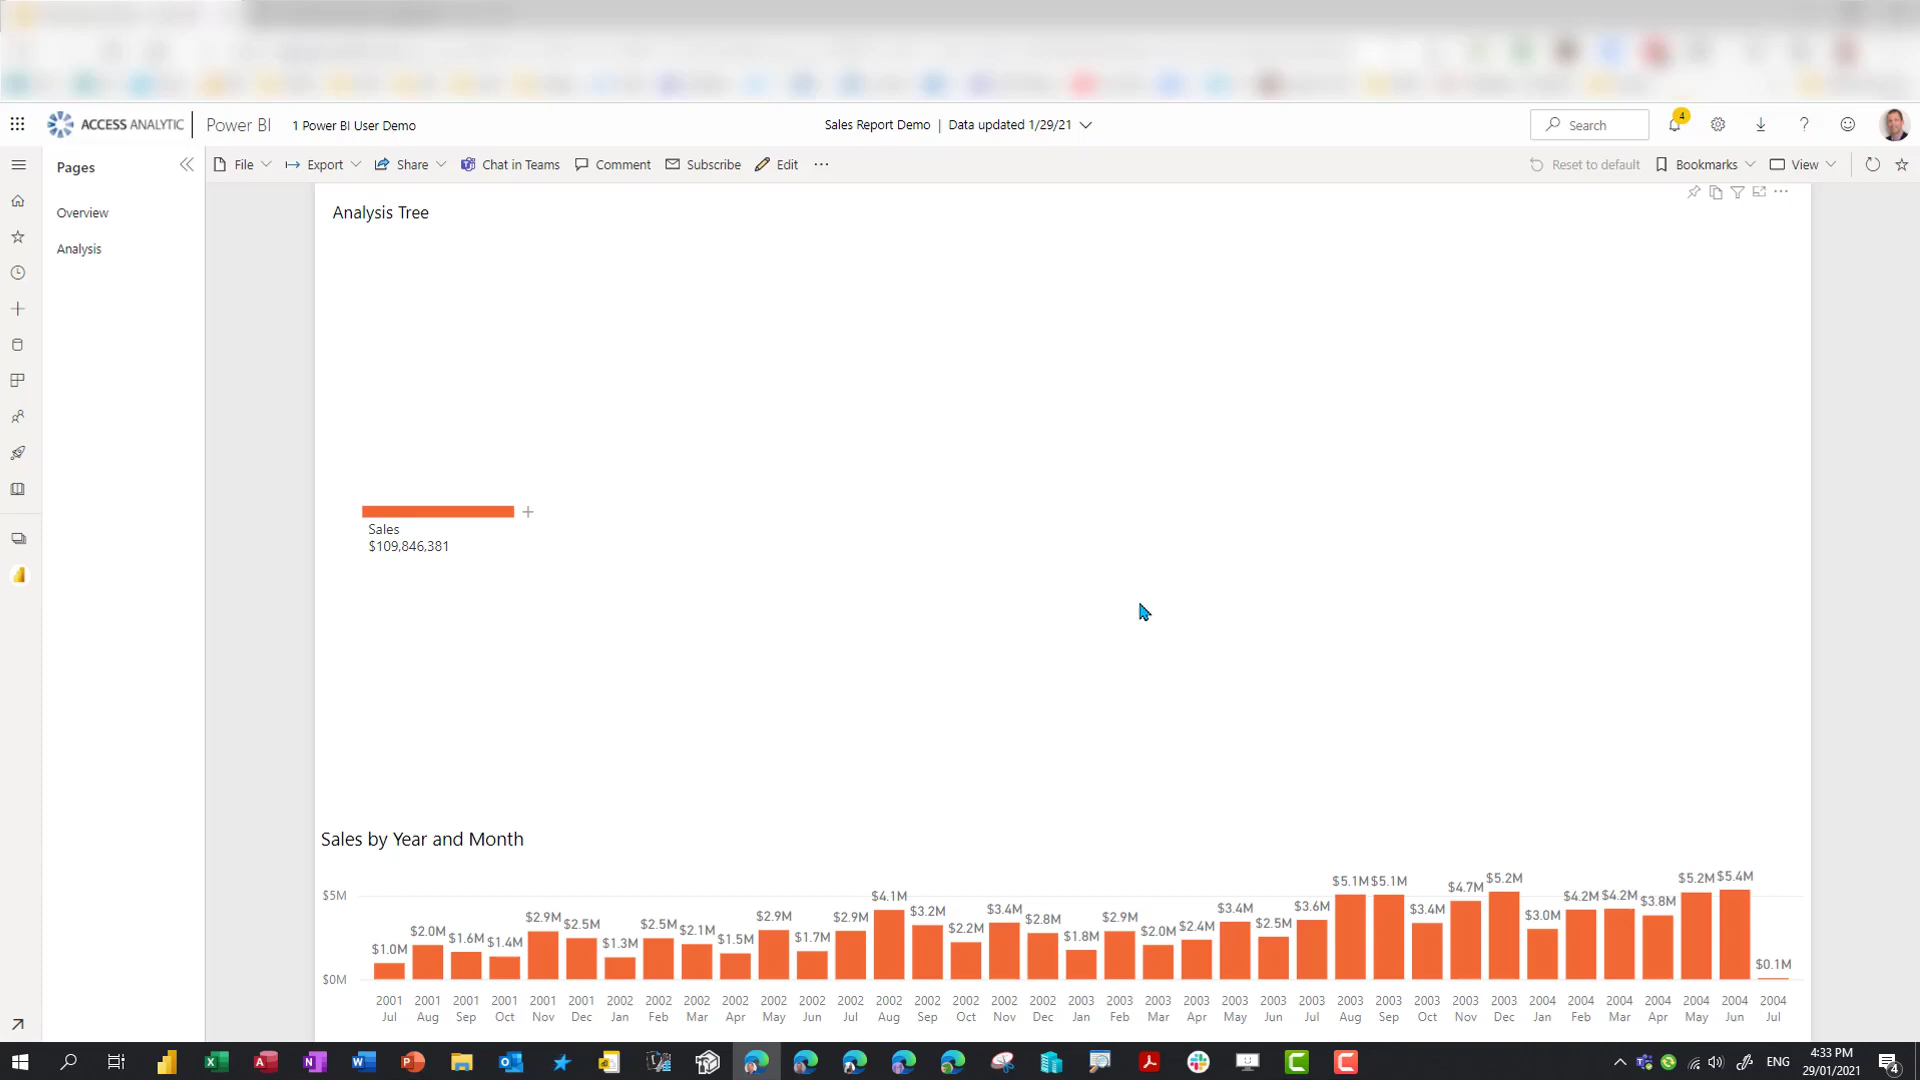 ACCESS ANALYTIC
Power BI
1 Power BI User Demo
Sales Report Demo | Data updated 1/29/21
Search
4
?
Pages
Overview
Analysis
File
Export
Share
Chat in Teams
Comment
Subscribe
Edit
Reset to default
Bookmarks
View
Analysis Tree
Sales
$109,846,381
Sales by Year and Month
$5M
$0M
$1.0M $2.0M $1.6M $1.4M $2.9M $2.5M $1.3M $2.5M $2.1M $1.5M $2.9M $1.7M $2.9M $4.1M $3.2M $2.2M $3.4M $2.8M $1.8M $2.9M $2.0M $2.4M $3.4M $2.5M $3.6M $5.1M $5.1M $3.4M $4.7M $5.2M $3.0M $4.2M $4.2M $3.8M $5.2M $5.4M $0.1M
2001 2001 2001 2001 2001 2001 2002 2002 2002 2002 2002 2002 2002 2002 2002 2002 2002 2002 2003 2003 2003 2003 2003 2003 2003 2003 2003 2003 2003 2003 2004 2004 2004 2004 2004 2004 2004
Jul Aug Sep Oct Nov Dec Jan Feb Mar Apr May Jun Jul Aug Sep Oct Nov Dec Jan Feb Mar Apr May Jun Jul Aug Sep Oct Nov Dec Jan Feb Mar Apr May Jun Jul
ENG
4:33 PM
29/01/2021
4